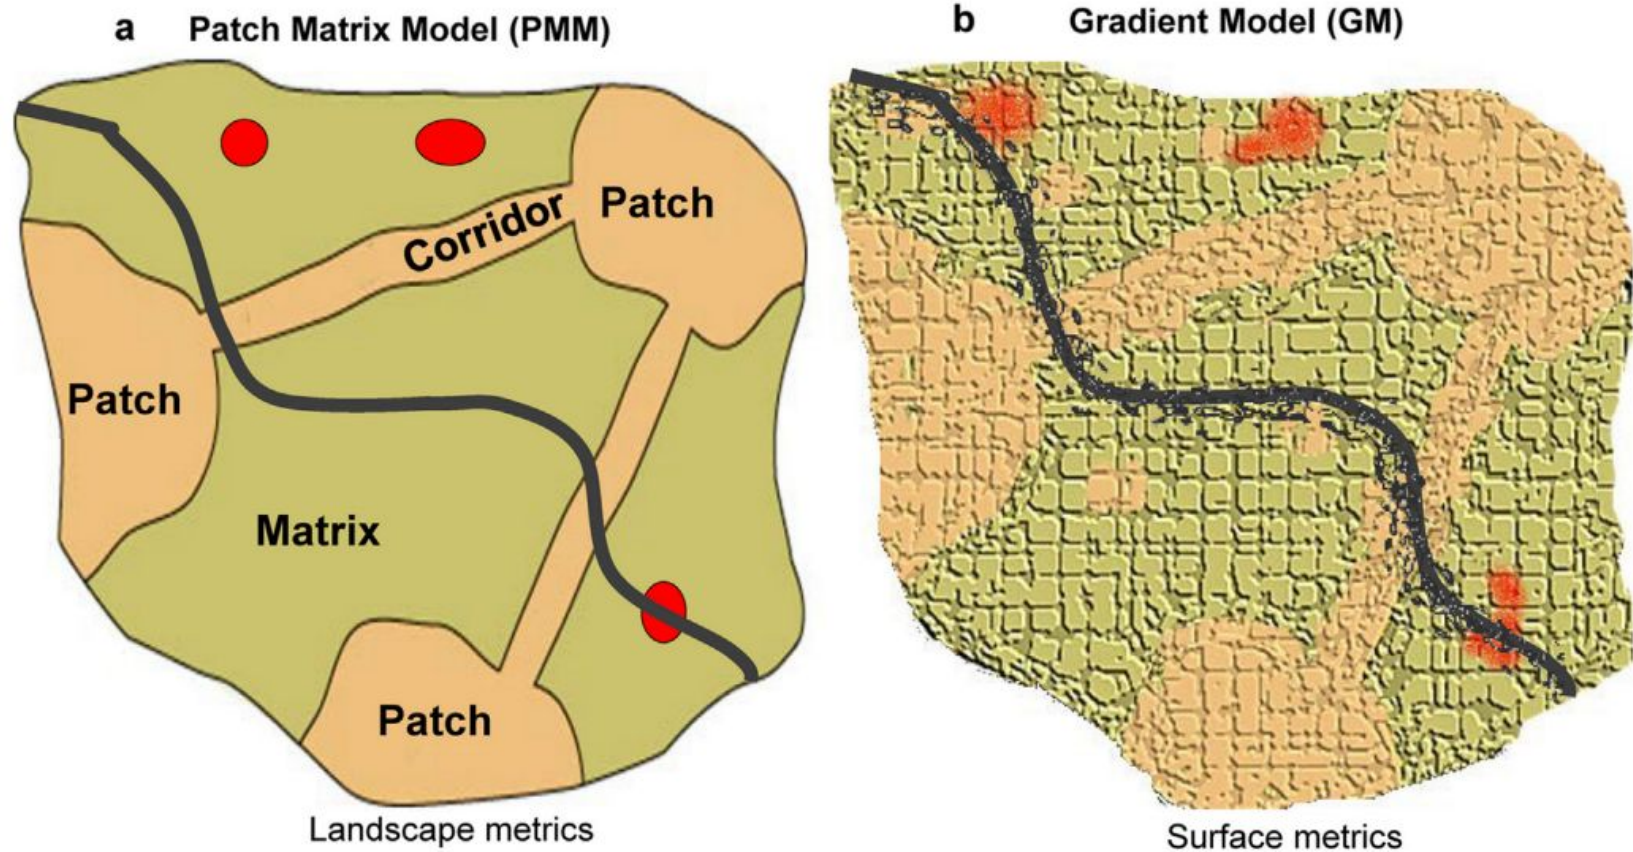 a Patch Matrix Model (PMM)
b Gradient Model (GM)
Corridor
Patch
Patch
Matrix
Patch
Landscape metrics
Surface metrics